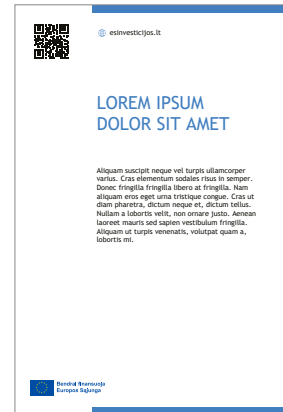 esinvesticijos.lt
LOREM IPSUM
DOLOR SIT AMET
Aliquam suscipit neque vel turpis ullamcorper
varius. Cras elementum sodales risus in semper.
Donec fringilla fringilla libero at fringilla. Nam
aliquam eros eget urna tristique congue. Cras ut
diam pharetra, dictum neque et, dictum tellus.
Nullam a lobortis velit, non ornare justo. Aenean
laoreet mauris sed sapien vestibulum fringilla.
Aliquam ut turpis venenatis, volutpat quam a,
lobortis mi.
Bendrai finansuoja
Europos Sąjunga